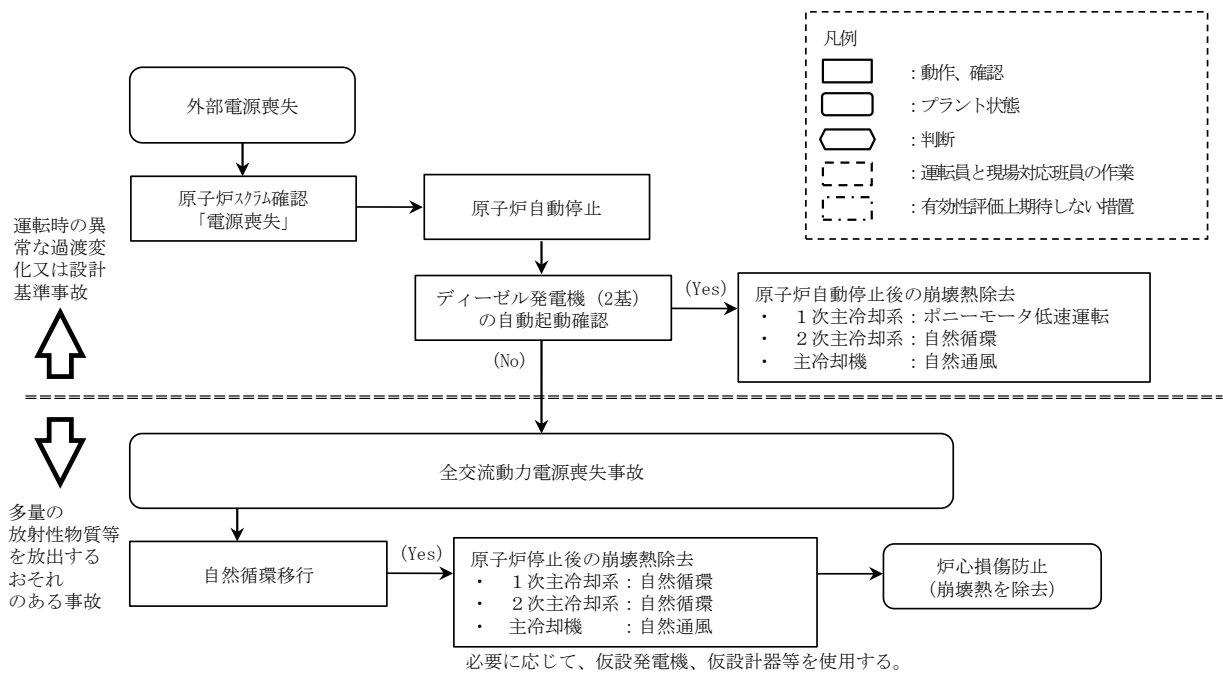 凡例
：動作、確認
：プラント状態
：判断
：運転員と現場対応班員の作業
：有効性評価上期待しない措置
外部電源喪失
原子炉ｽｸﾗﾑ確認
「電源喪失」
原子炉自動停止
運転時の異
常な過渡変
化又は設計
基準事故
ディーゼル発電機（2基）
の自動起動確認
(Yes)
原子炉自動停止後の崩壊熱除去
・ １次主冷却系：ポニーモータ低速運転
・ ２次主冷却系：自然循環
・ 主冷却機　　：自然通風
(No)
全交流動力電源喪失事故
多量の
放射性物質等
を放出する
おそれ
のある事故
自然循環移行
(Yes)
原子炉停止後の崩壊熱除去
・ １次主冷却系：自然循環
・ ２次主冷却系：自然循環
・ 主冷却機　　：自然通風
炉心損傷防止
(崩壊熱を除去)
必要に応じて、仮設発電機、仮設計器等を使用する。